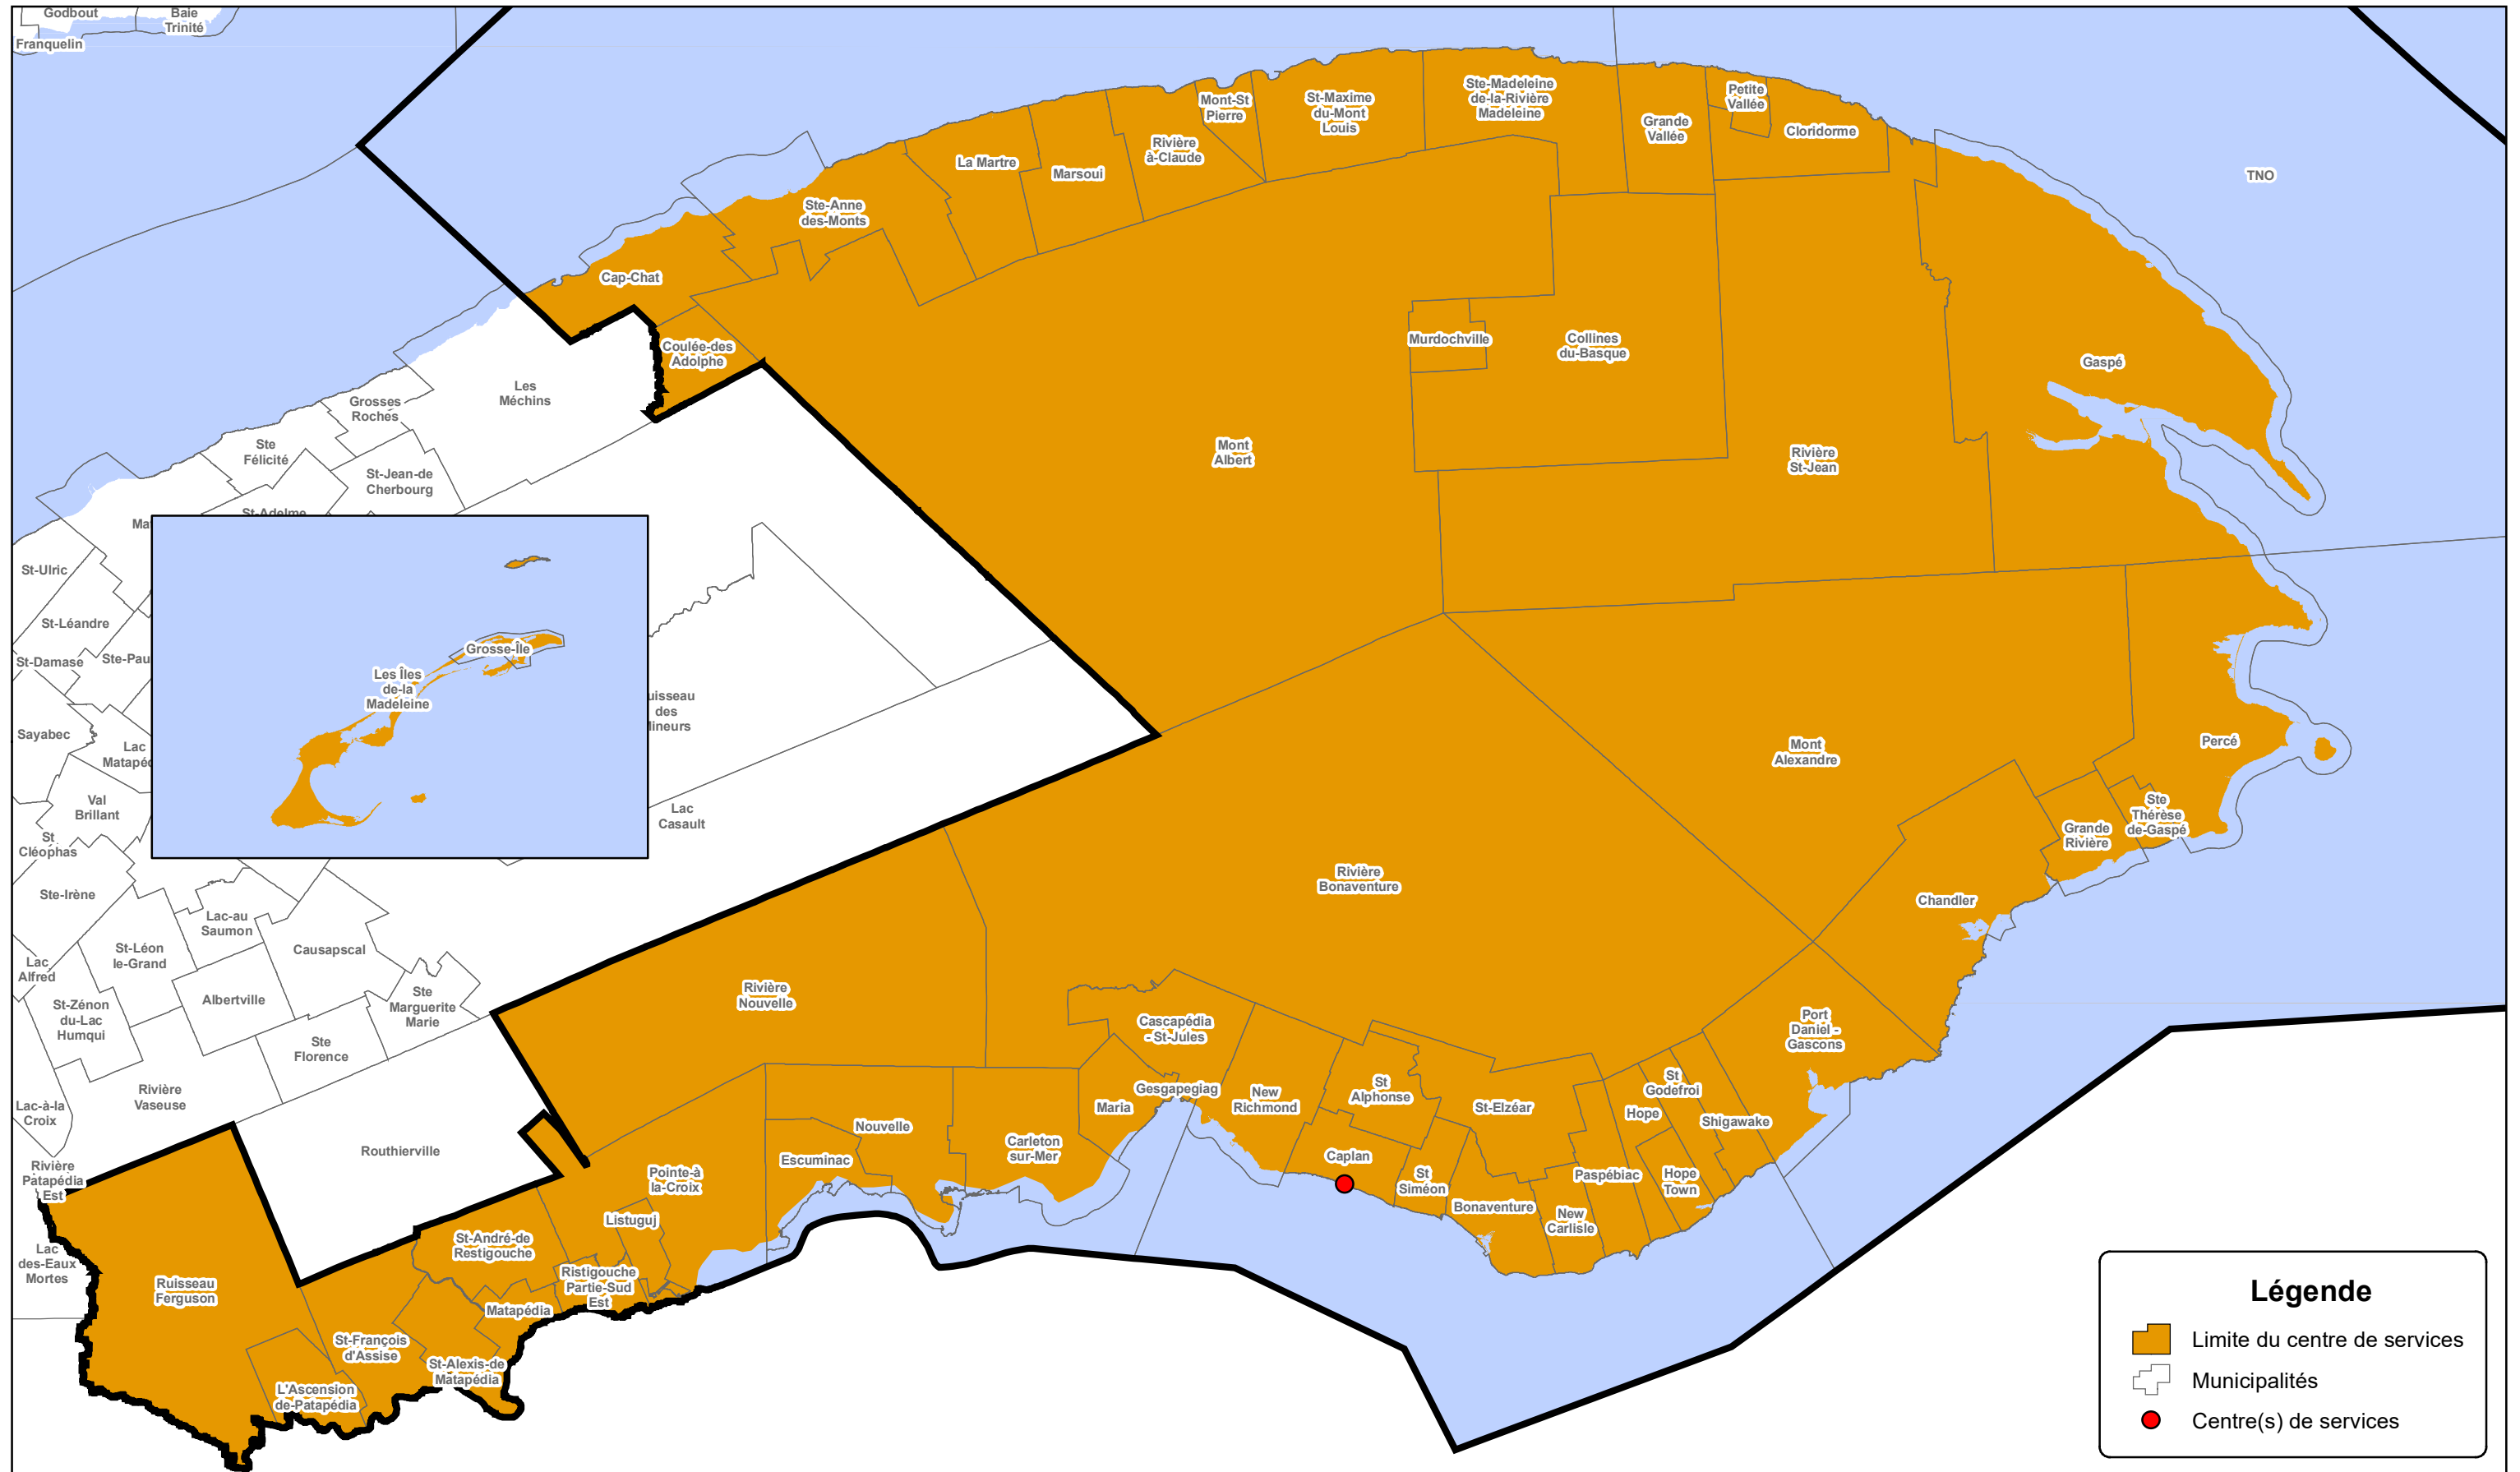 Godbout
Baie
Trinité
Franquelin
TNO
Ste-Madeleine
de-la-Rivière
Madeleine
St-Maxime
du-Mont
Louis
Mont-St
Pierre
Petite
Vallée
Grande
Vallée
Cloridorme
Rivière
à-Claude
La Martre
Marsoui
Ste-Anne
des-Monts
Cap-Chat
Coulée-des
Adolphe
Murdochville
Collines
du-Basque
Gaspé
Les
Méchins
Grosses
Roches
Ste
Félicité
St-Jean-de
Cherbourg
St-Adelme
Mont
Albert
Rivière
St-Jean
St-Ulric
St-Léandre
St-Damase
Ste-Pau
Sayabec
Lac
Matapéd
Val
Brillant
St
Cléophas
Ste-Irène
Grosse-Île
Les Îles
de-la
Madeleine
uisseau
des
Mineurs
Lac
Casault
Mont
Alexandre
Percé
Ste
Thérèse
de-Gaspé
Grande
Rivière
Chandler
Rivière
Bonaventure
Lac-au
Saumon
Causapscal
St-Léon
le-Grand
Lac
Alfred
Albertville
St-Zénon
du-Lac
Humqui
Ste
Marguerite
Marie
Ste
Florence
Rivière
Nouvelle
Cascapédia
- St-Jules
Port
Daniel -
Gascons
Rivière
Vaseuse
Lac-à-la
Croix
Routhierville
Rivière
Patapédia
Est
Nouvelle
Escuminac
Carleton
sur-Mer
Maria
Gesgapegiag
New
Richmond
St
Alphonse
St-Elzéar
St
Godefroi
Hope
Shigawake
Caplan
St
Siméon
Bonaventure
New
Carlisle
Paspébiac
Hope
Town
Pointe-à
la-Croix
Listuguj
St-André-de
Restigouche
Ristigouche
Partie-Sud
Est
Matapédia
Lac
des-Eaux
Mortes
Ruisseau
Ferguson
St-François
d'Assise
St-Alexis-de
Matapédia
L'Ascension
de-Patapédia
Légende
Limite du centre de services
Municipalités
Centre(s) de services